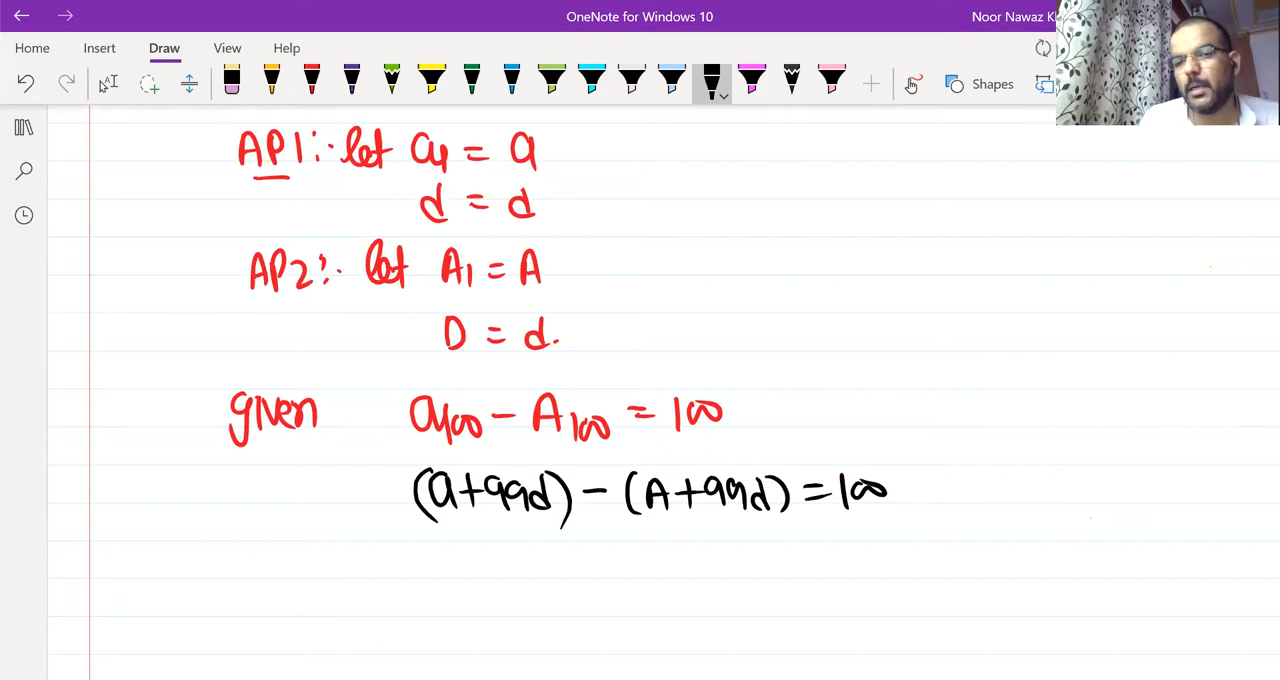 OneNote for Windows 10
Noor Nawaz K
Home Insert Draw View Help
Shapes
AP1:- let a1 = a
d = d
AP2:- let A1 = A
D = d.
given a100 - A100 = 100
(a+99d) - (A+99d) = 100